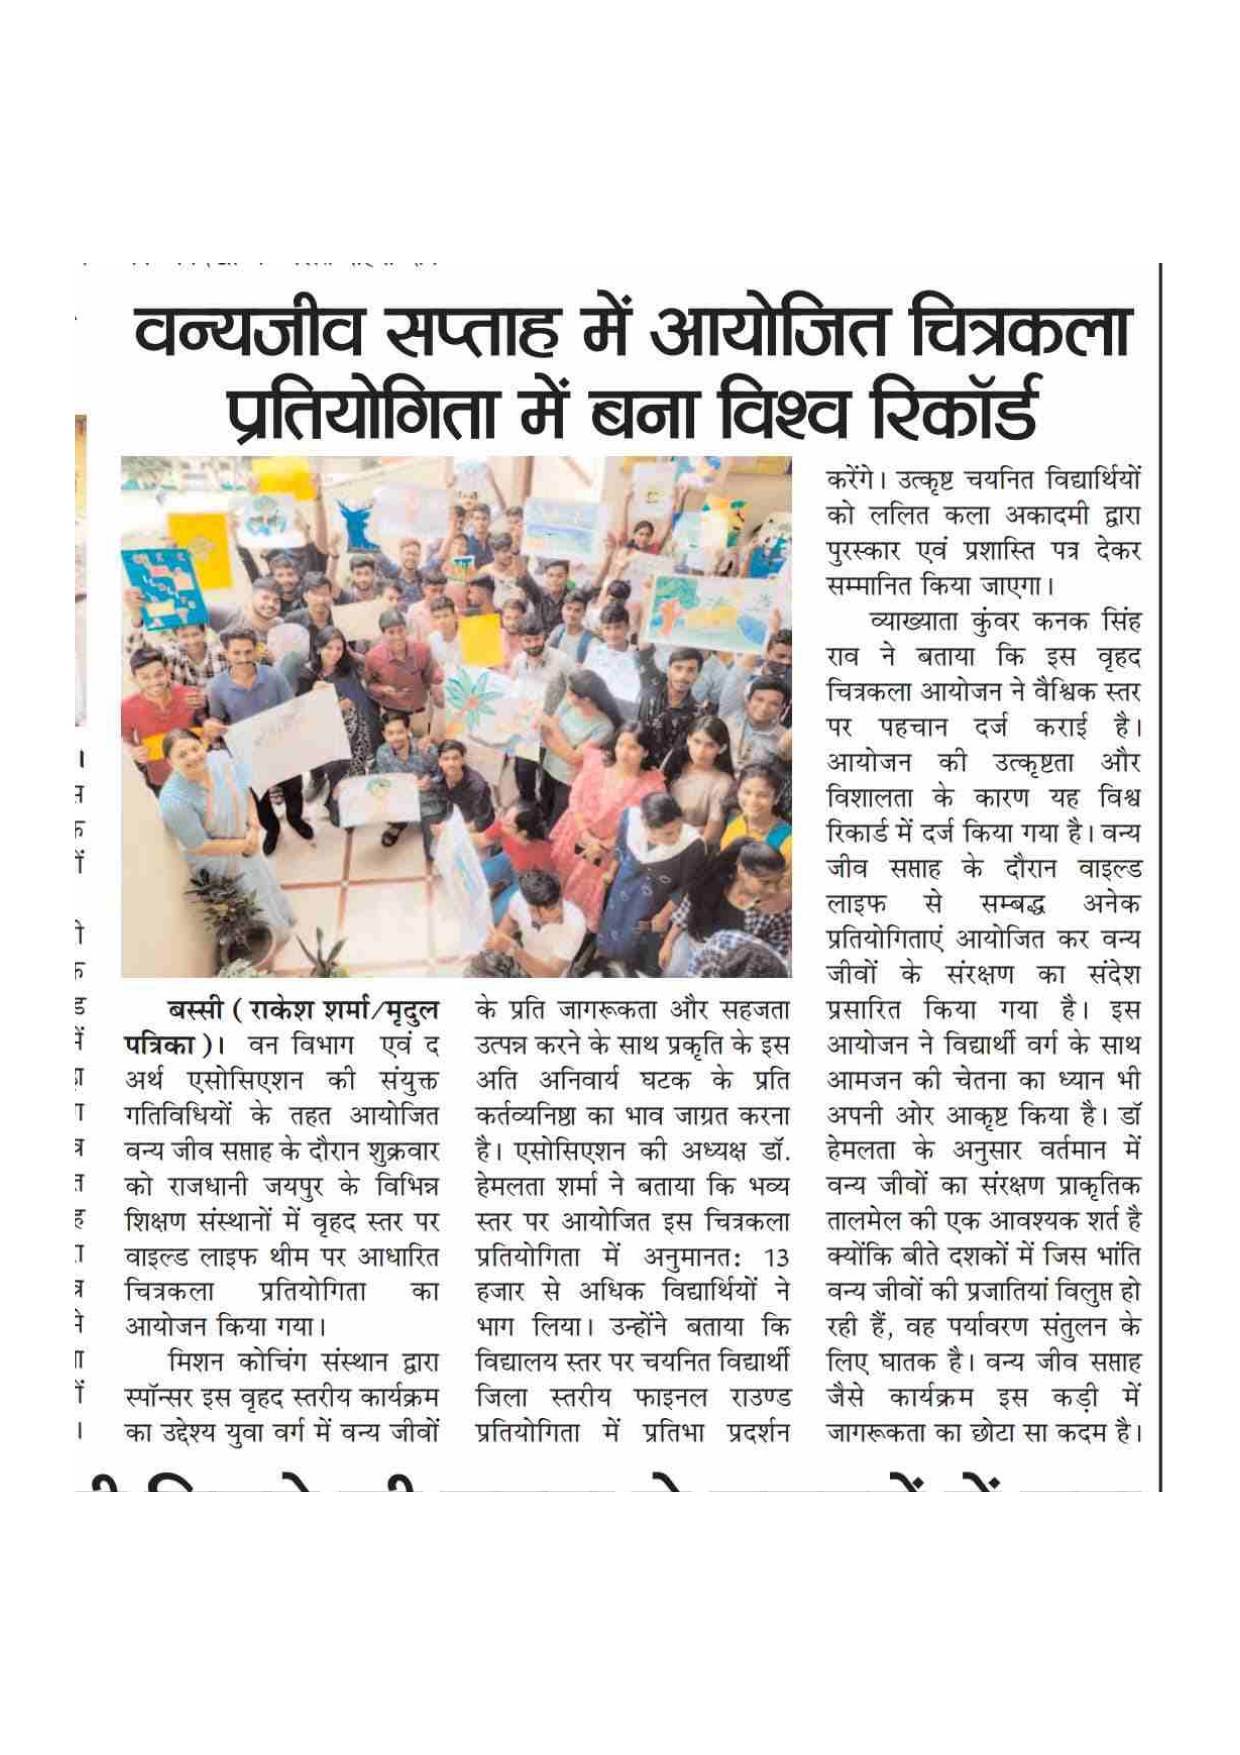 वन्यजीव सप्ताह में आयोजित चित्रकला
प्रतियोगिता में बना विश्व रिकॉर्ड
बस्सी ( राकेश शर्मा/मृदुल
पत्रिका )। वन विभाग एवं द
अर्थ एसोसिएशन की संयुक्त
गतिविधियों के तहत आयोजित
वन्य जीव सप्ताह के दौरान शुक्रवार
को राजधानी जयपुर के विभिन्न
शिक्षण संस्थानों में वृहद स्तर पर
वाइल्ड लाइफ थीम पर आधारित
चित्रकला प्रतियोगिता का
आयोजन किया गया।
मिशन कोचिंग संस्थान द्वारा
स्पॉन्सर इस वृहद स्तरीय कार्यक्रम
का उद्देश्य युवा वर्ग में वन्य जीवों
के प्रति जागरूकता और सहजता
उत्पन्न करने के साथ प्रकृति के इस
अति अनिवार्य घटक के प्रति
कर्तव्यनिष्ठा का भाव जाग्रत करना
है। एसोसिएशन की अध्यक्ष डॉ.
हेमलता शर्मा ने बताया कि भव्य
स्तर पर आयोजित इस चित्रकला
प्रतियोगिता में अनुमानत: 13
हजार से अधिक विद्यार्थियों ने
भाग लिया। उन्होंने बताया कि
विद्यालय स्तर पर चयनित विद्यार्थी
जिला स्तरीय फाइनल राउण्ड
प्रतियोगिता में प्रतिभा प्रदर्शन
करेंगे। उत्कृष्ट चयनित विद्यार्थियों
को ललित कला अकादमी द्वारा
पुरस्कार एवं प्रशास्ति पत्र देकर
सम्मानित किया जाएगा।
व्याख्याता कुंवर कनक सिंह
राव ने बताया कि इस वृहद
चित्रकला आयोजन ने वैश्विक स्तर
पर पहचान दर्ज कराई है।
आयोजन की उत्कृष्टता और
विशालता के कारण यह विश्व
रिकार्ड में दर्ज किया गया है। वन्य
जीव सप्ताह के दौरान वाइल्ड
लाइफ से सम्बद्ध अनेक
प्रतियोगिताएं आयोजित कर वन्य
जीवों के संरक्षण का संदेश
प्रसारित किया गया है। इस
आयोजन ने विद्यार्थी वर्ग के साथ
आमजन की चेतना का ध्यान भी
अपनी ओर आकृष्ट किया है। डॉ
हेमलता के अनुसार वर्तमान में
वन्य जीवों का संरक्षण प्राकृतिक
तालमेल की एक आवश्यक शर्त है
क्योंकि बीते दशकों में जिस भांति
वन्य जीवों की प्रजातियां विलुप्त हो
रही हैं, वह पर्यावरण संतुलन के
लिए घातक है। वन्य जीव सप्ताह
जैसे कार्यक्रम इस कड़ी में
जागरूकता का छोटा सा कदम है।